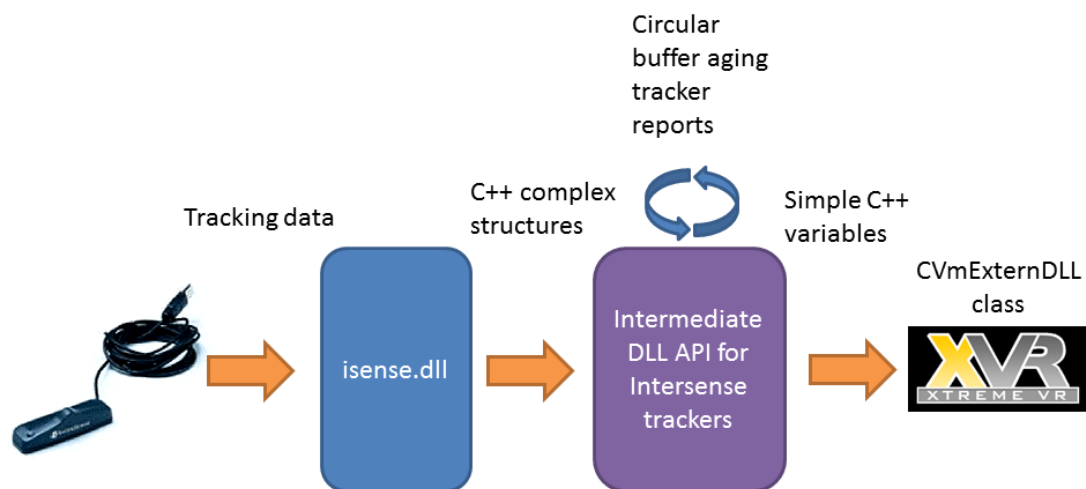 Circular
buffer aging
tracker
reports
Tracking data
C++ complex
structures
Simple C++
variables
CVmExternDLL
class
isense.dll
Intermediate
DLL API for
Intersense
trackers
XVR
XTREME VR